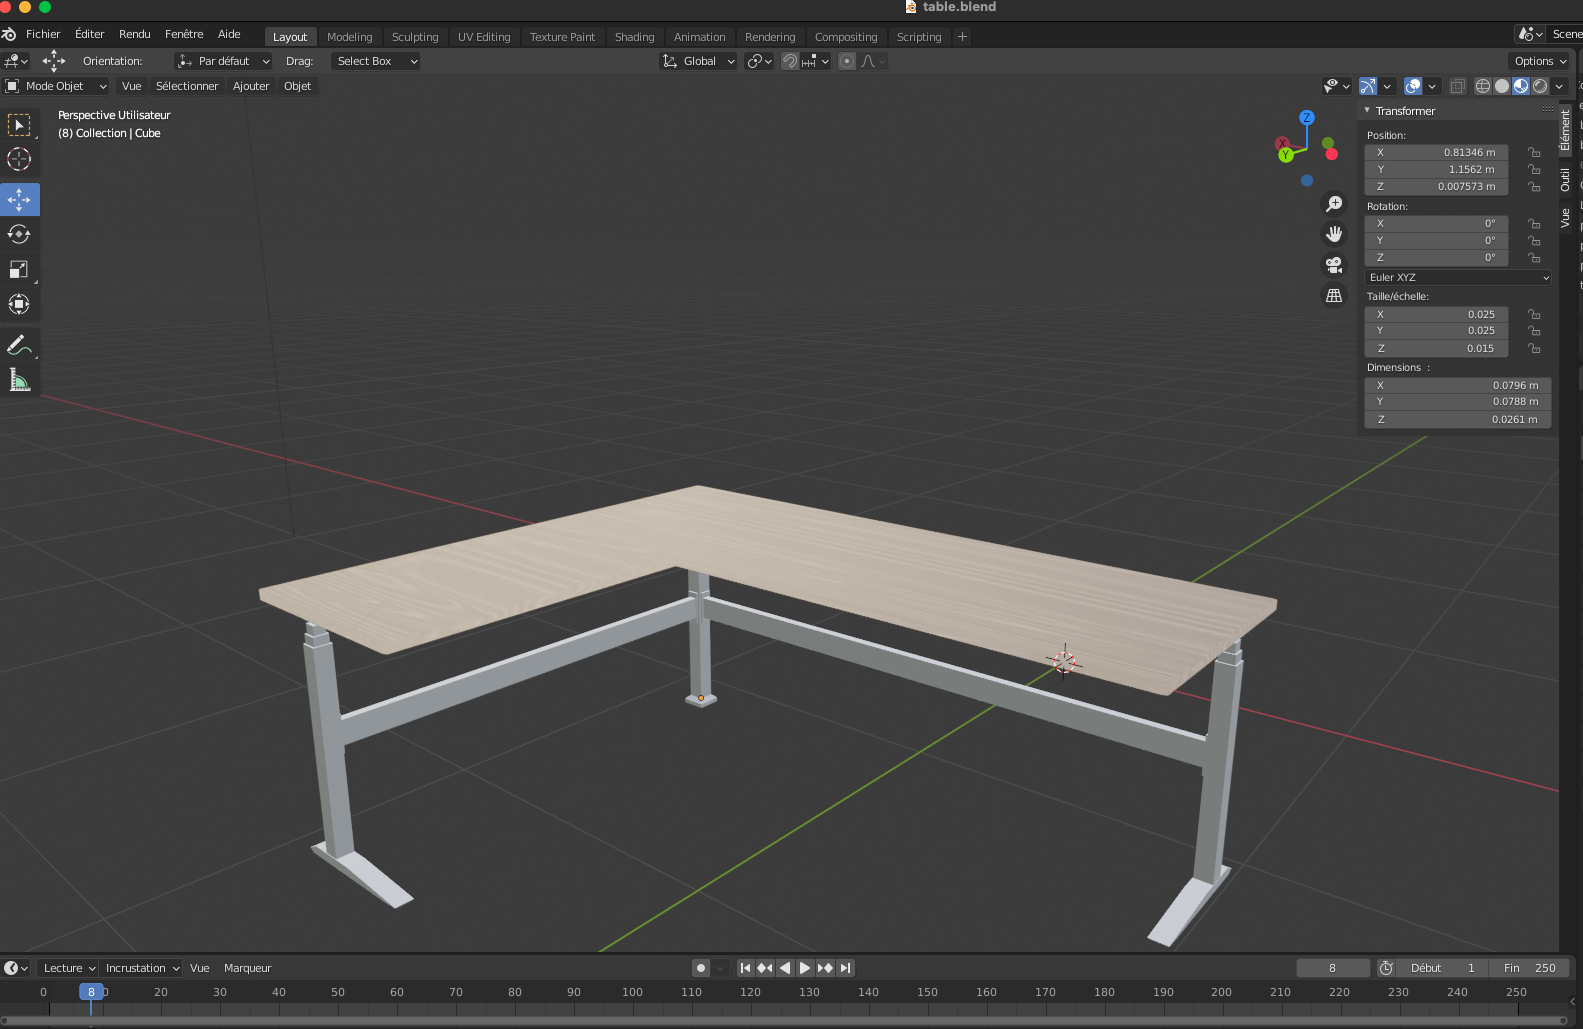 table.blend
Fichier Éditer Rendu Fenêtre Aide Layout Modeling Sculpting UV Editing Texture Paint Shading Animation Rendering Compositing Scripting + Scene
Orientation: Par défaut Drag: Select Box Global Options
Mode Objet Vue Sélectionner Ajouter Objet
Perspective Utilisateur
(8) Collection | Cube
Z
X
Y
Transformer
Position:
X 0.81346 m
Y 1.1562 m
Z 0.007573 m
Rotation:
X 0°
Y 0°
Z 0°
Euler XYZ
Taille/échelle:
X 0.025
Y 0.025
Z 0.015
Dimensions :
X 0.0796 m
Y 0.0788 m
Z 0.0261 m
Élément
Outil
Vue
Lecture Incrustation Vue Marqueur 8 Début 1 Fin 250
0 8 20 30 40 50 60 70 80 90 100 110 120 130 140 150 160 170 180 190 200 210 220 230 240 250